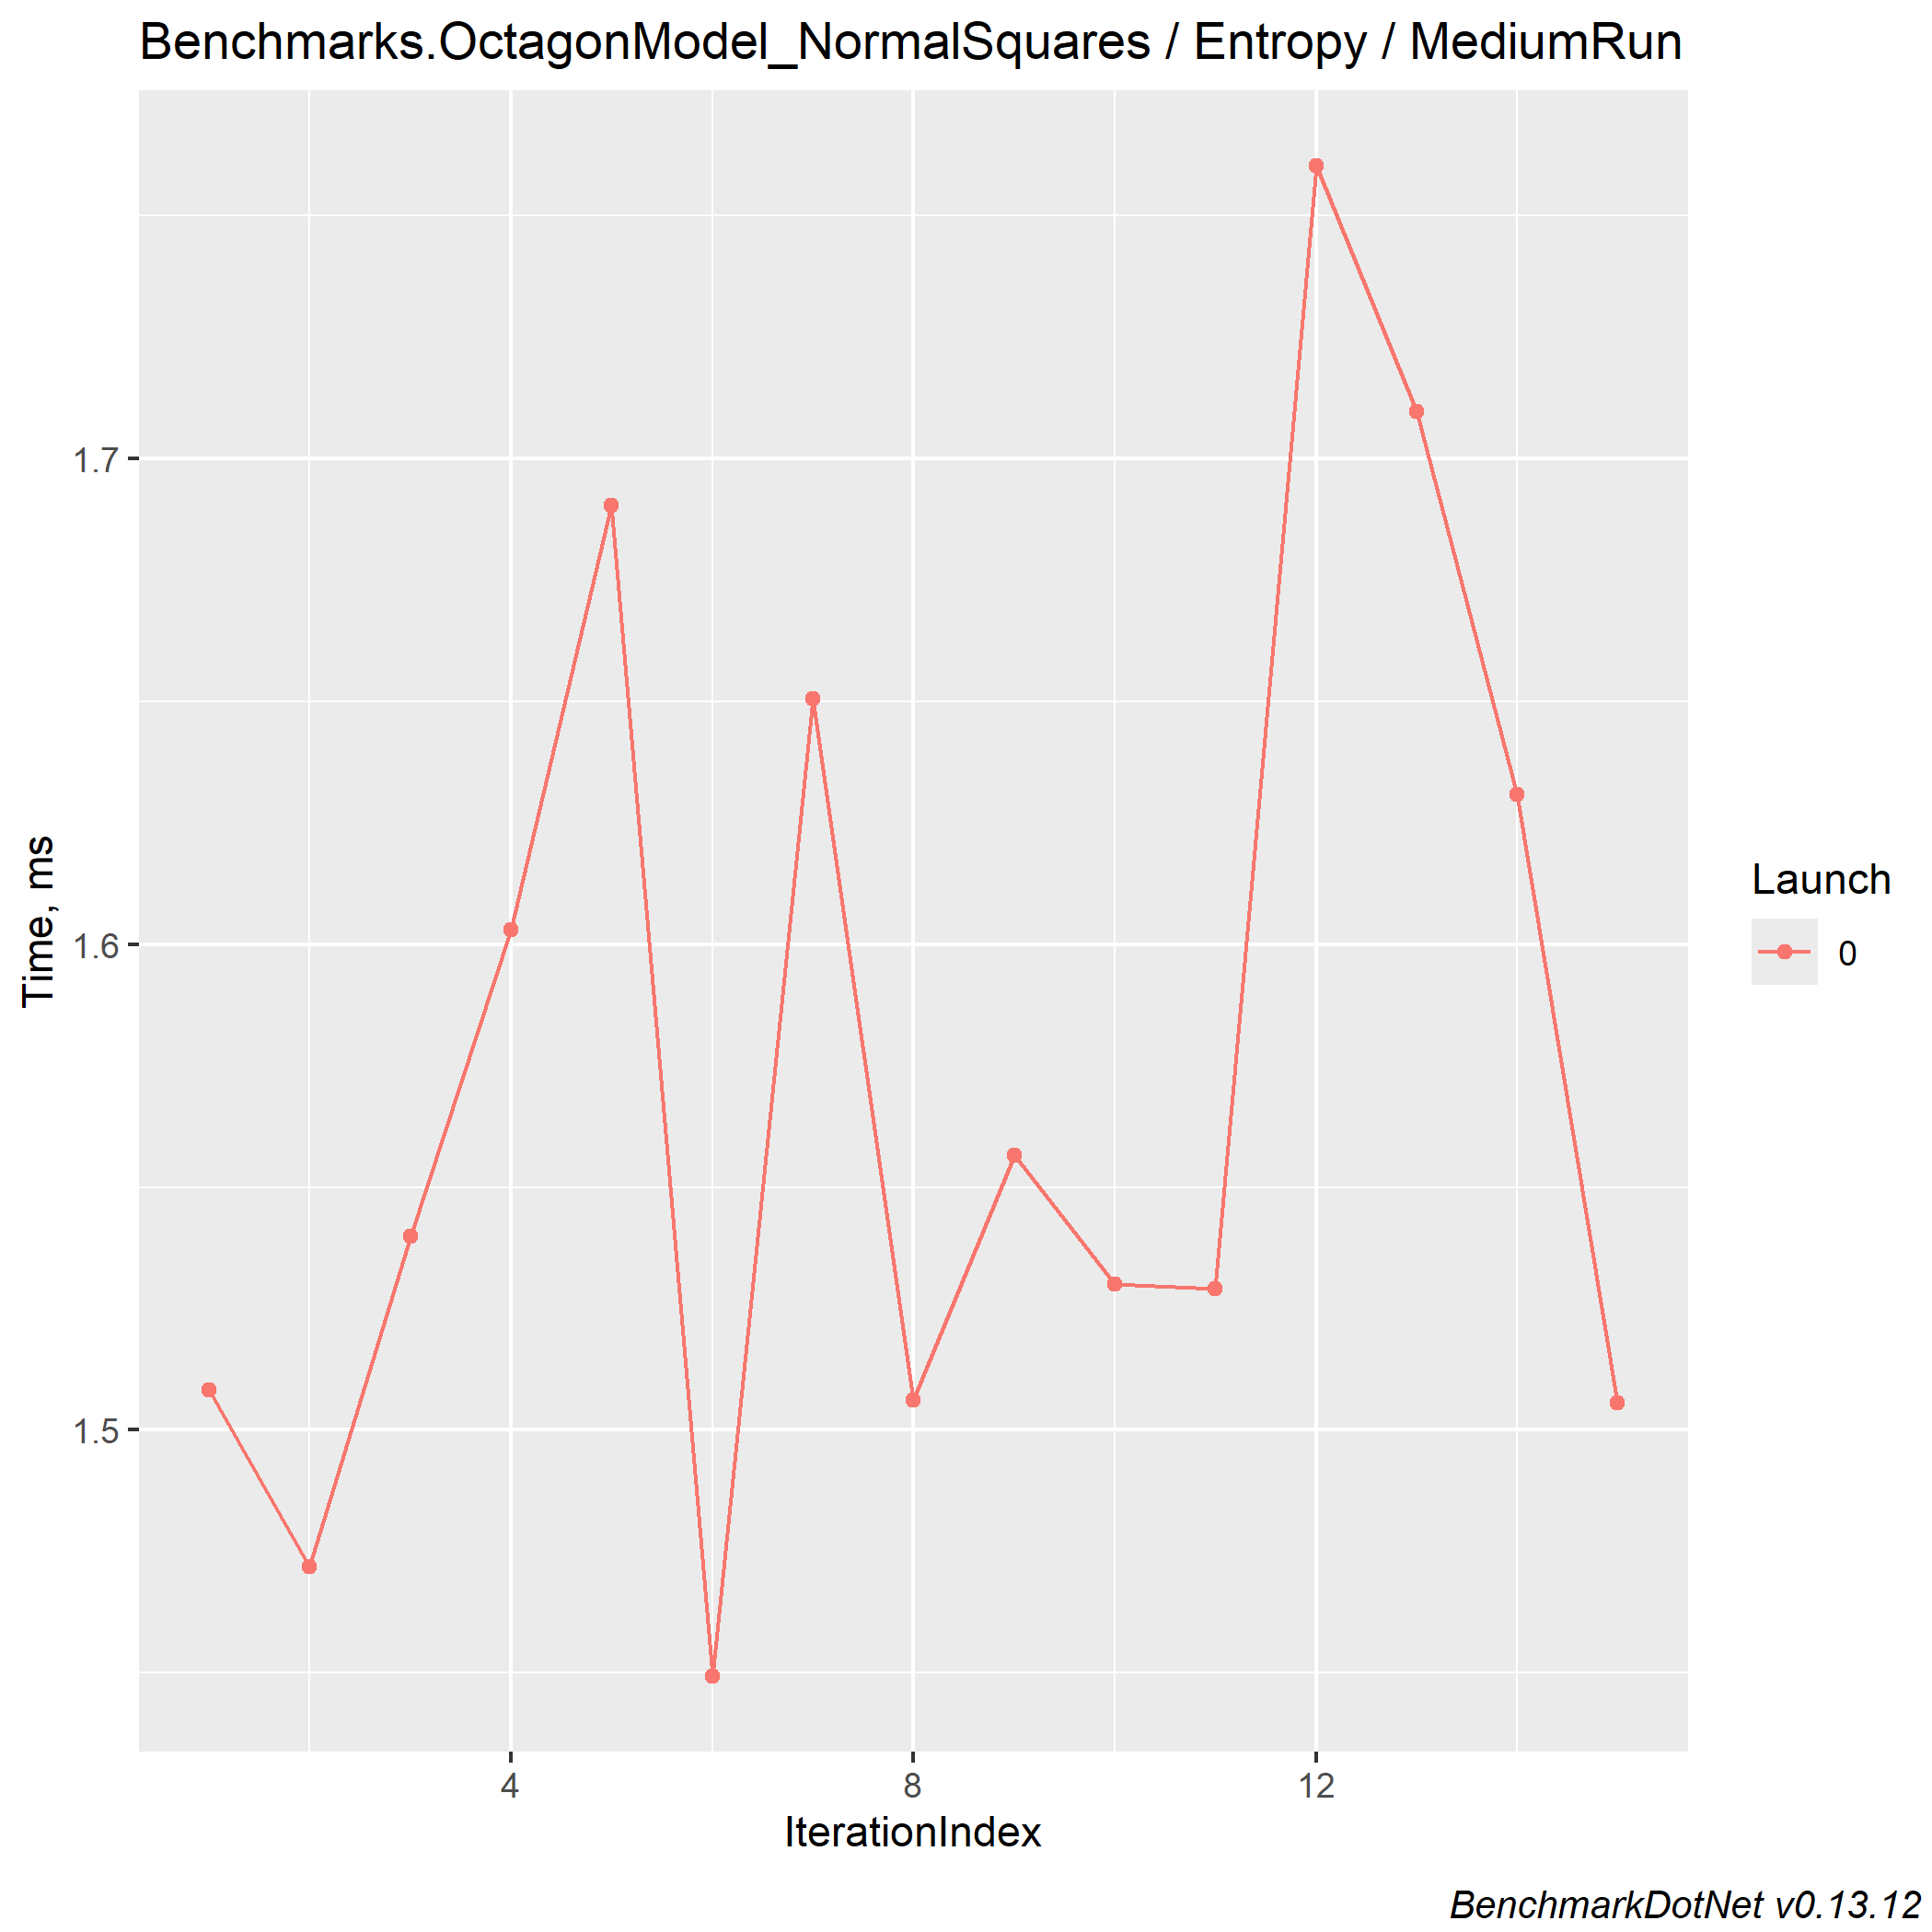 Benchmarks.OctagonModel_NormalSquares / Entropy / MediumRun
1.7
1.6
1.5
Time, ms
4 8 12
IterationIndex
Launch
0
BenchmarkDotNet v0.13.12